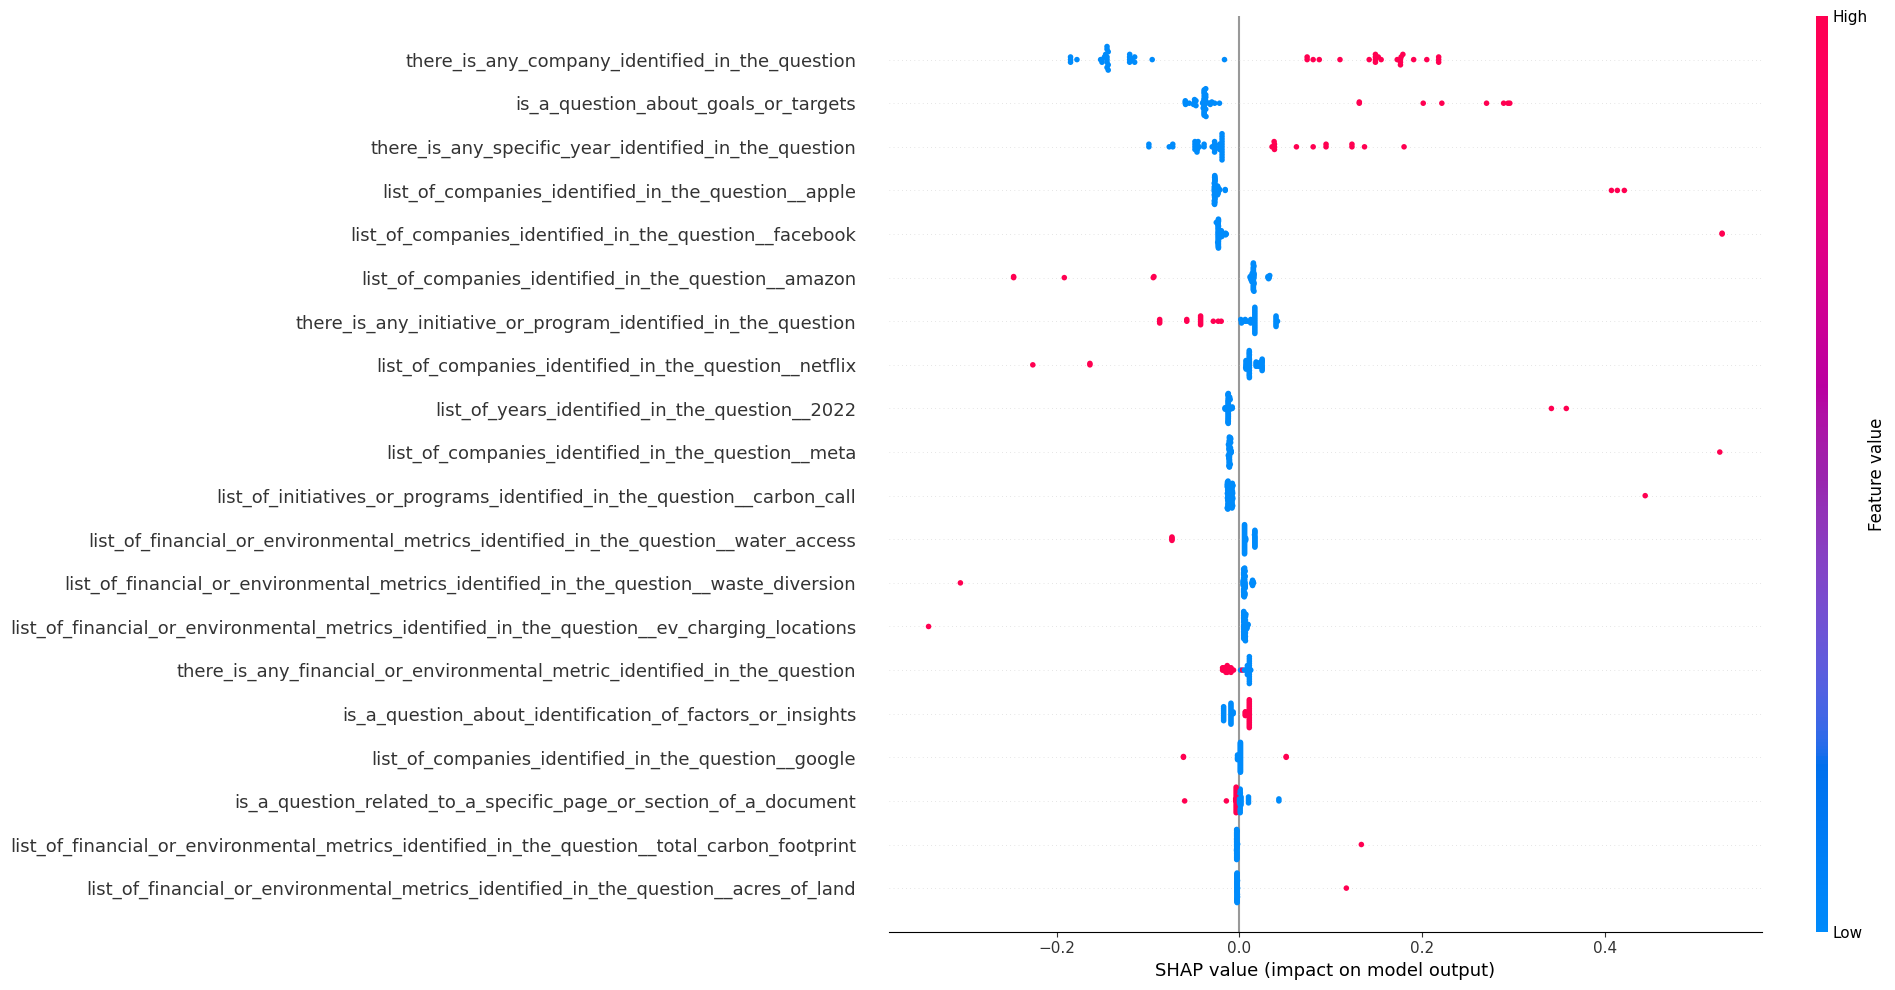 High
there_is_any_company_identified_in_the_question
is_a_question_about_goals_or_targets
there_is_any_specific_year_identified_in_the_question
list_of_companies_identified_in_the_question__apple
list_of_companies_identified_in_the_question__facebook
list_of_companies_identified_in_the_question__amazon
there_is_any_initiative_or_program_identified_in_the_question
list_of_companies_identified_in_the_question__netflix
list_of_years_identified_in_the_question__2022
list_of_companies_identified_in_the_question__meta
list_of_initiatives_or_programs_identified_in_the_question__carbon_call
list_of_financial_or_environmental_metrics_identified_in_the_question__water_access
list_of_financial_or_environmental_metrics_identified_in_the_question__waste_diversion
list_of_financial_or_environmental_metrics_identified_in_the_question__ev_charging_locations
there_is_any_financial_or_environmental_metric_identified_in_the_question
is_a_question_about_identification_of_factors_or_insights
list_of_companies_identified_in_the_question__google
is_a_question_related_to_a_specific_page_or_section_of_a_document
list_of_financial_or_environmental_metrics_identified_in_the_question__total_carbon_footprint
list_of_financial_or_environmental_metrics_identified_in_the_question__acres_of_land
Feature value
Low
−0.2 0.0 0.2 0.4
SHAP value (impact on model output)